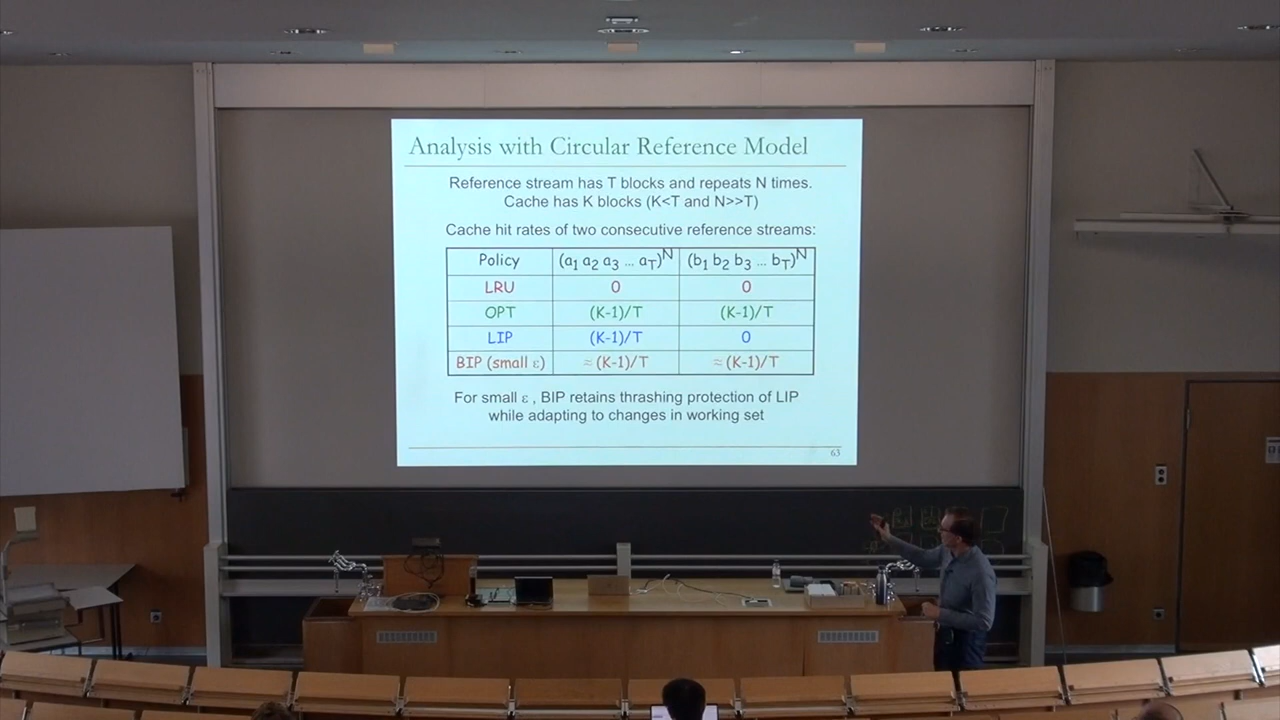 Analysis with Circular Reference Model
Reference stream has T blocks and repeats N times.
Cache has K blocks (K<T and N>>T)
Cache hit rates of two consecutive reference streams:
Policy (a₁ a₂ a₃ … a_T)^N (b₁ b₂ b₃ … b_T)^N
LRU 0 0
OPT (K-1)/T (K-1)/T
LIP (K-1)/T 0
BIP (small ε) ≈(K-1)/T ≈(K-1)/T
For small ε , BIP retains thrashing protection of LIP
while adapting to changes in working set
63